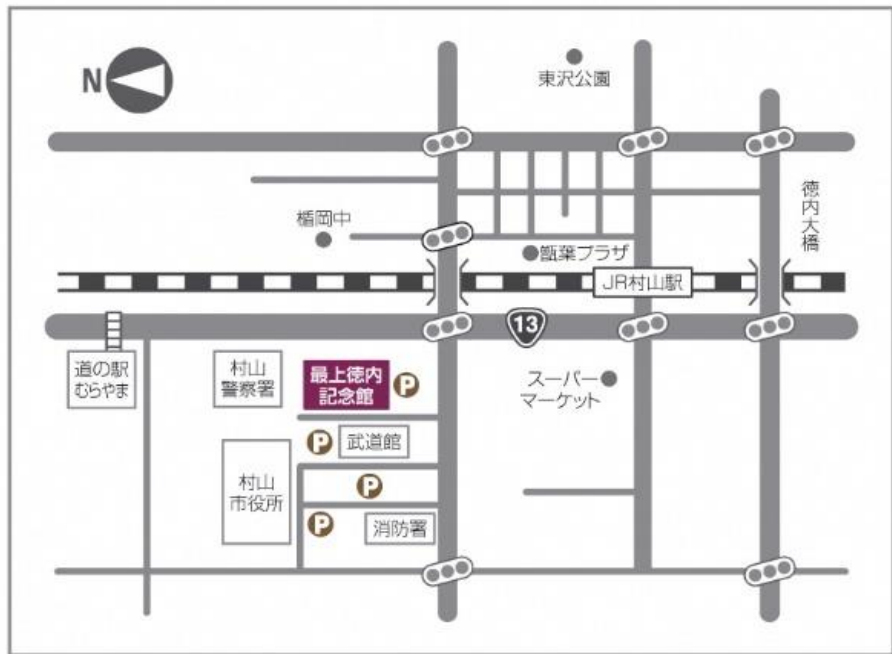 N
東沢公園
徳内大橋
楯岡中
甑葉プラザ
JR村山駅
13
道の駅
むらやま
村山
警察署
最上徳内
記念館
P
スーパー
マーケット
P
武道館
村山
市役所
P
P
消防署